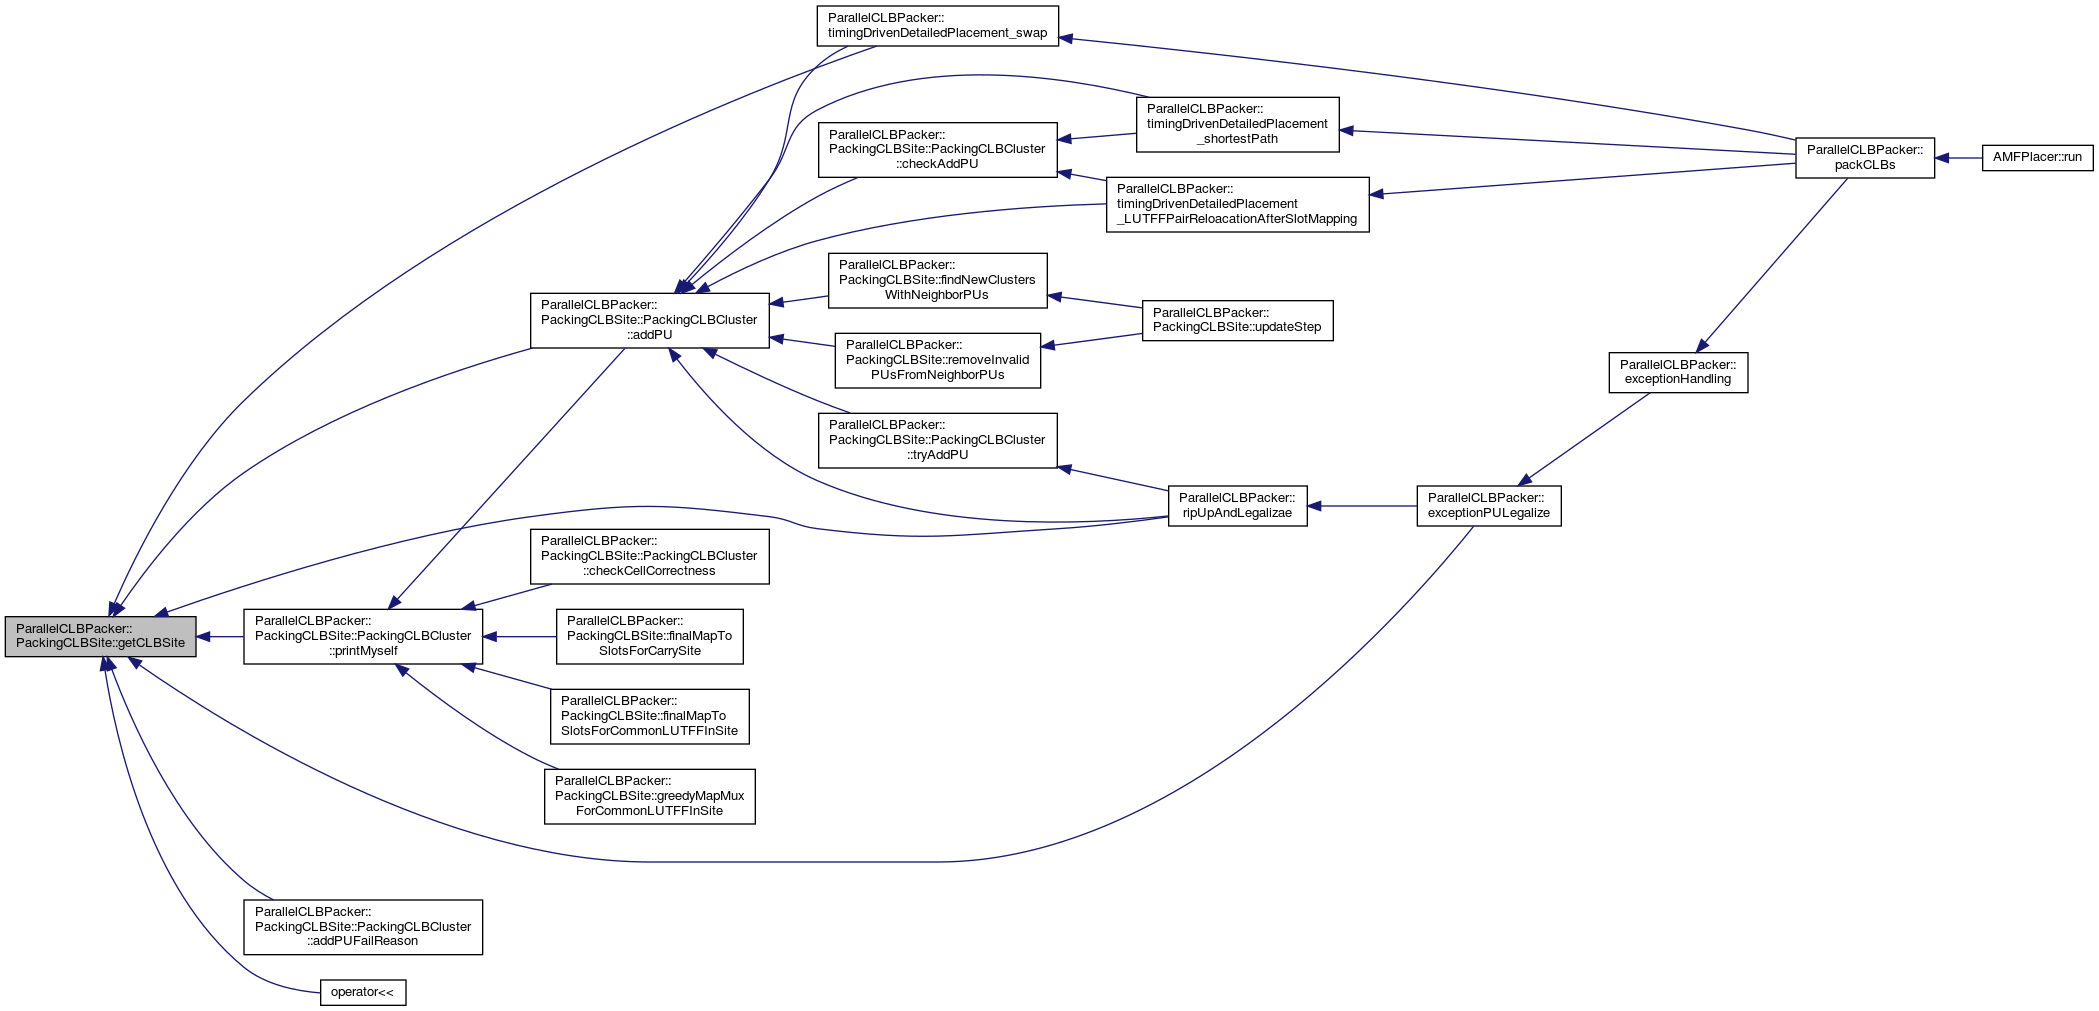 ParallelCLBPacker::
timingDrivenDetailedPlacement_swap
ParallelCLBPacker::
timingDrivenDetailedPlacement
_shortestPath
ParallelCLBPacker::
PackingCLBSite::PackingCLBCluster
::checkAddPU
ParallelCLBPacker::
packCLBs
AMFPlacer::run
ParallelCLBPacker::
timingDrivenDetailedPlacement
_LUTFFPairReloacationAfterSlotMapping
ParallelCLBPacker::
PackingCLBSite::findNewClusters
WithNeighborPUs
ParallelCLBPacker::
PackingCLBSite::PackingCLBCluster
::addPU
ParallelCLBPacker::
PackingCLBSite::updateStep
ParallelCLBPacker::
PackingCLBSite::removeInvalid
PUsFromNeighborPUs
ParallelCLBPacker::
exceptionHandling
ParallelCLBPacker::
PackingCLBSite::PackingCLBCluster
::tryAddPU
ParallelCLBPacker::
ripUpAndLegalizae
ParallelCLBPacker::
exceptionPULegalize
ParallelCLBPacker::
PackingCLBSite::PackingCLBCluster
::checkCellCorrectness
ParallelCLBPacker::
PackingCLBSite::getCLBSite
ParallelCLBPacker::
PackingCLBSite::PackingCLBCluster
::printMyself
ParallelCLBPacker::
PackingCLBSite::finalMapTo
SlotsForCarrySite
ParallelCLBPacker::
PackingCLBSite::finalMapTo
SlotsForCommonLUTFFInSite
ParallelCLBPacker::
PackingCLBSite::greedyMapMux
ForCommonLUTFFInSite
ParallelCLBPacker::
PackingCLBSite::PackingCLBCluster
::addPUFailReason
operator<<